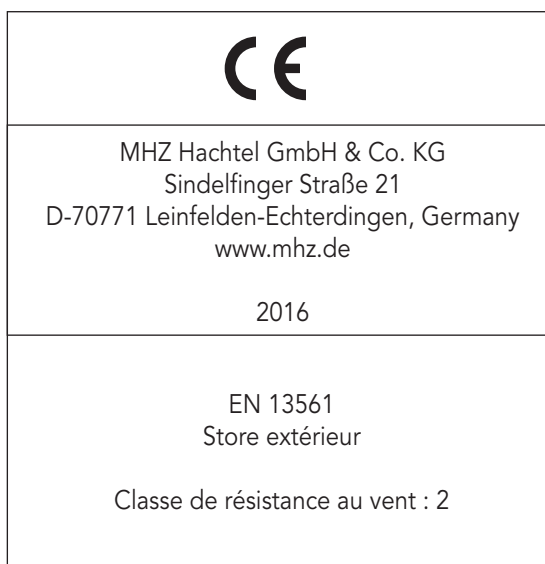 CE
MHZ Hachtel GmbH & Co. KG
Sindelfinger Straße 21
D-70771 Leinfelden-Echterdingen, Germany
www.mhz.de
2016
EN 13561
Store extérieur
Classe de résistance au vent : 2